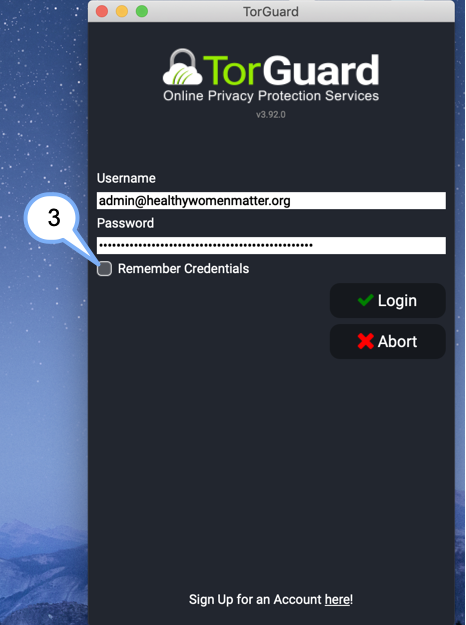 TorGuard
TorGuard
Online Privacy Protection Services
v3.92.0
Username
admin@healthywomenmatter.org
Password
3
Remember Credentials
Login
Abort
Sign Up for an Account here!